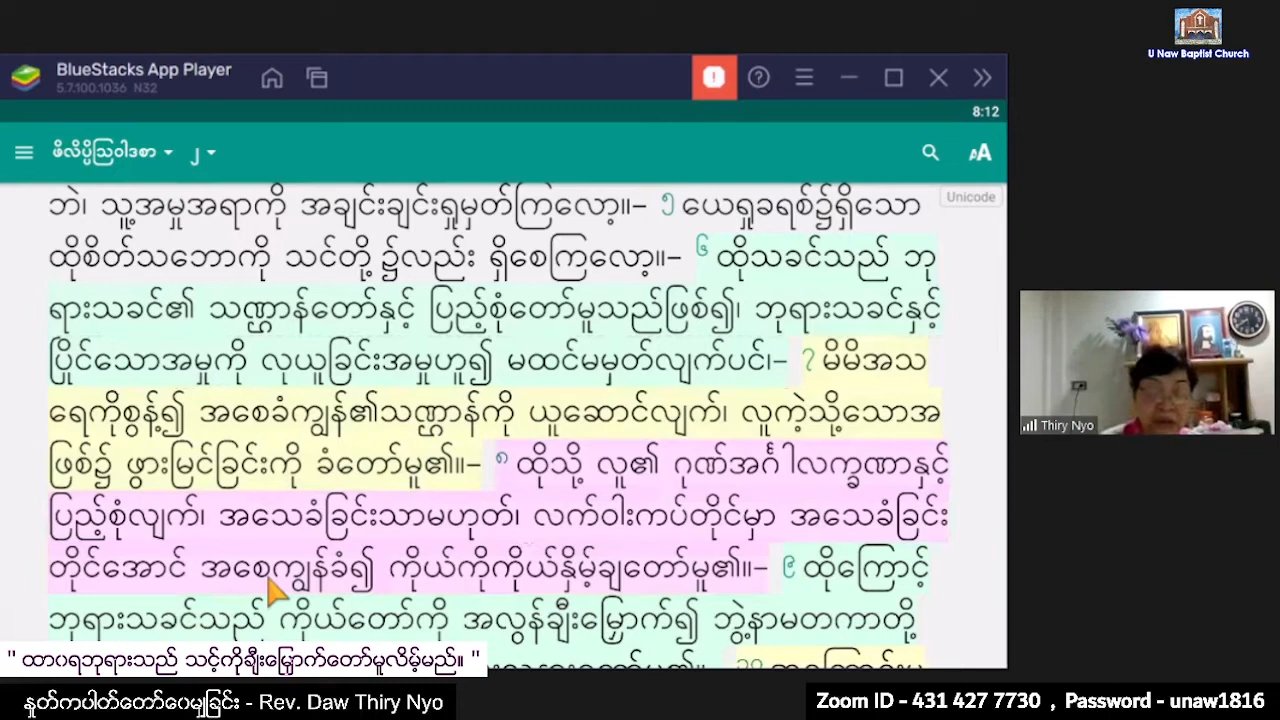 U Naw Baptist Church
BlueStacks App Player
5.7.100.1036 N32
8:12
ဖိလိပ္ပိဩဝါဒစာ ၂
Unicode
ဘဲ၊ သူ့အမှုအရာကို အချင်းချင်းရှုမှတ်ကြလော့။– ၅ ယေရှုခရစ်၌ရှိသော
ထိုစိတ်သဘောကို သင်တို့၌လည်း ရှိစေကြလော့။– ၆ ထိုသခင်သည် ဘု
ရားသခင်၏ သဏ္ဌာန်တော်နှင့် ပြည့်စုံတော်မူသည်ဖြစ်၍၊ ဘုရားသခင်နှင့်
ပြိုင်သောအမှုကို လုယူခြင်းအမှုဟူ၍ မထင်မမှတ်လျက်ပင်၊– ၇ မိမိအသ
ရေကိုစွန့်၍ အစေခံကျွန်၏သဏ္ဌာန်ကို ယူဆောင်လျက်၊ လူကဲ့သို့သောအ
ဖြစ်၌ ဖွားမြင်ခြင်းကို ခံတော်မူ၏။– ၈ ထိုသို့ လူ၏ ဂုဏ်အင်္ဂါလက္ခဏာနှင့်
ပြည့်စုံလျက်၊ အသေခံခြင်းသာမဟုတ်၊ လက်ဝါးကပ်တိုင်မှာ အသေခံခြင်း
တိုင်အောင် အစေကျွန်ခံ၍ ကိုယ်ကိုကိုယ်နှိမ့်ချတော်မူ၏။– ၉ ထိုကြောင့်
ဘုရားသခင်သည် ကိုယ်တော်ကို အလွန်ချီးမြှောက်၍ ဘွဲ့နာမတကာတို့
Thiry Nyo
" ထာဝရဘုရားသည် သင့်ကိုချီးမြှောက်တော်မူလိမ့်မည်။ "
နှုတ်ကပါတ်တော်ဝေမျှခြင်း - Rev. Daw Thiry Nyo
Zoom ID - 431 427 7730 , Password - unaw1816